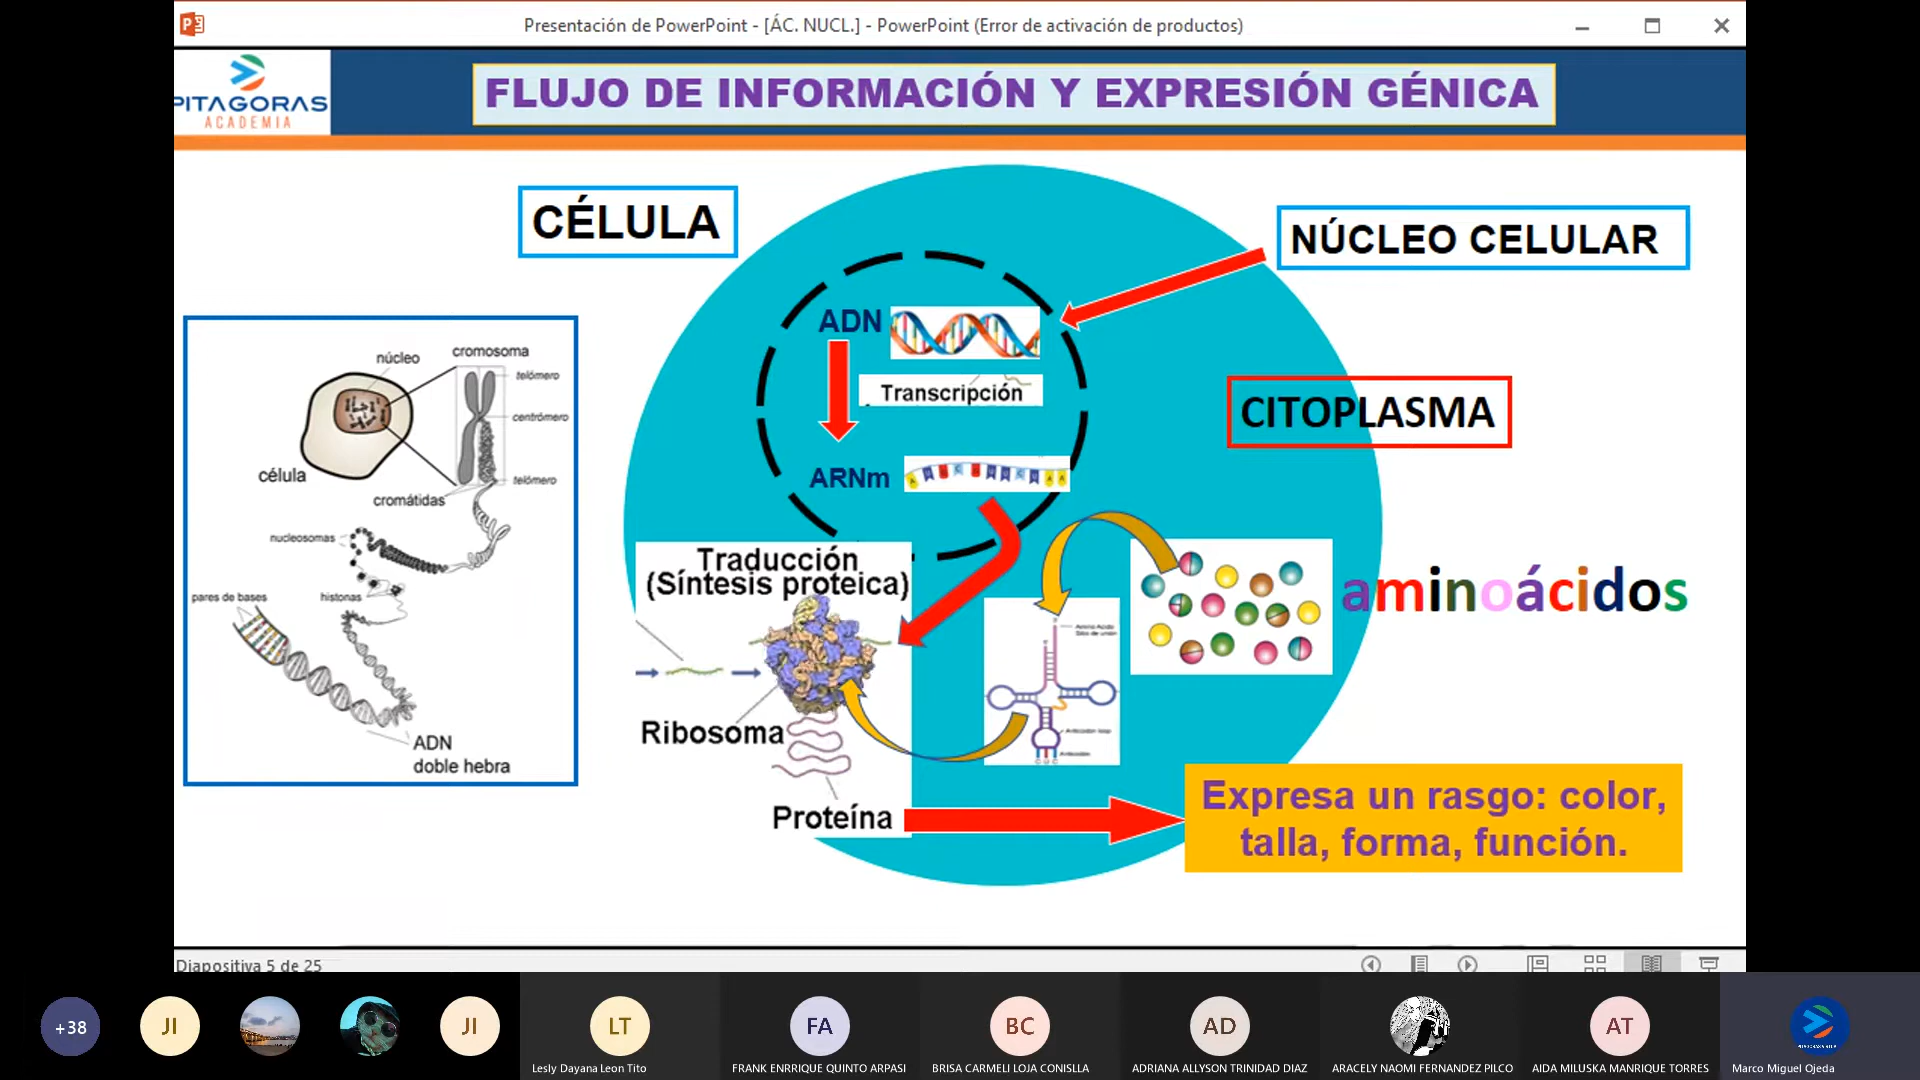 Presentación de PowerPoint - [ÁC. NUCL.] - PowerPoint (Error de activación de productos)
PITAGORAS
ACADEMIA
FLUJO DE INFORMACIÓN Y EXPRESIÓN GÉNICA
CÉLULA
NÚCLEO CELULAR
ADN
Transcripción
ARNm
CITOPLASMA
núcleo
cromosoma
telómero
centrómero
célula
telómero
cromátidas
nucleosomas
pares de bases
histonas
ADN
doble hebra
Traducción
(Síntesis proteica)
aminoácidos
Ribosoma
Proteína
Expresa un rasgo: color,
talla, forma, función.
Diapositiva 5 de 25
+38
JI
JI
LT
FA
BC
AD
AT
Lesly Dayana Leon Tito
FRANK ENRRIQUE QUINTO ARPASI
BRISA CARMELI LOJA CONISLLA
ADRIANA ALLYSON TRINIDAD DIAZ
ARACELY NAOMI FERNANDEZ PILCO
AIDA MILUSKA MANRIQUE TORRES
Marco Miguel Ojeda